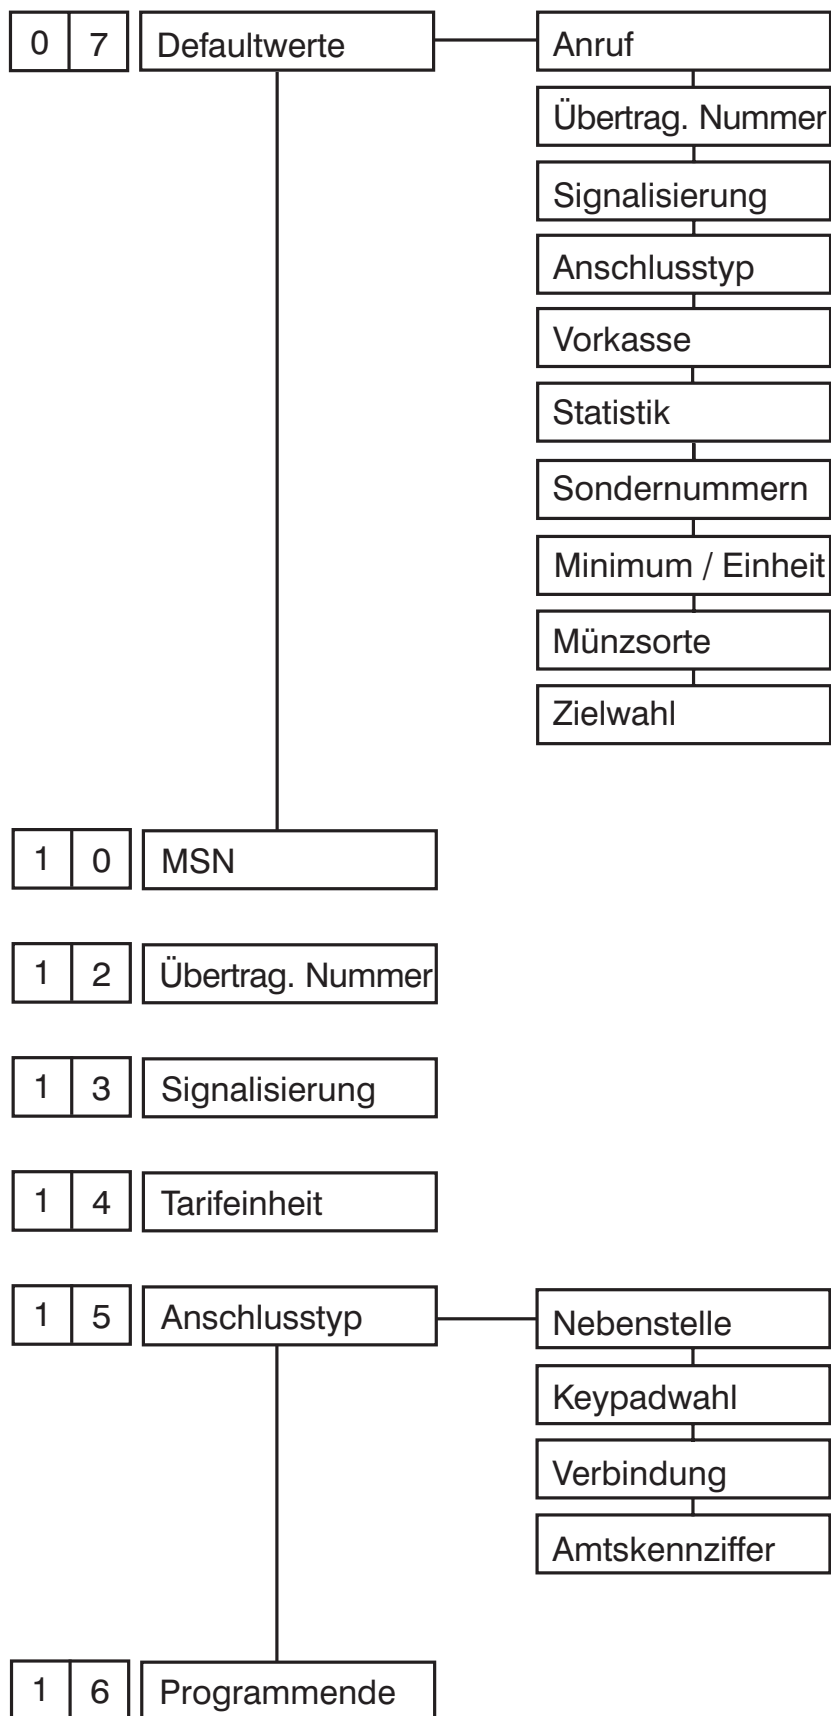 0 7 Defaultwerte Anruf
Übertrag. Nummer
Signalisierung
Anschlusstyp
Vorkasse
Statistik
Sondernummern
Minimum / Einheit
Münzsorte
Zielwahl
1 0 MSN
1 2 Übertrag. Nummer
1 3 Signalisierung
1 4 Tarifeinheit
1 5 Anschlusstyp Nebenstelle
Keypadwahl
Verbindung
Amtskennziffer
1 6 Programmende